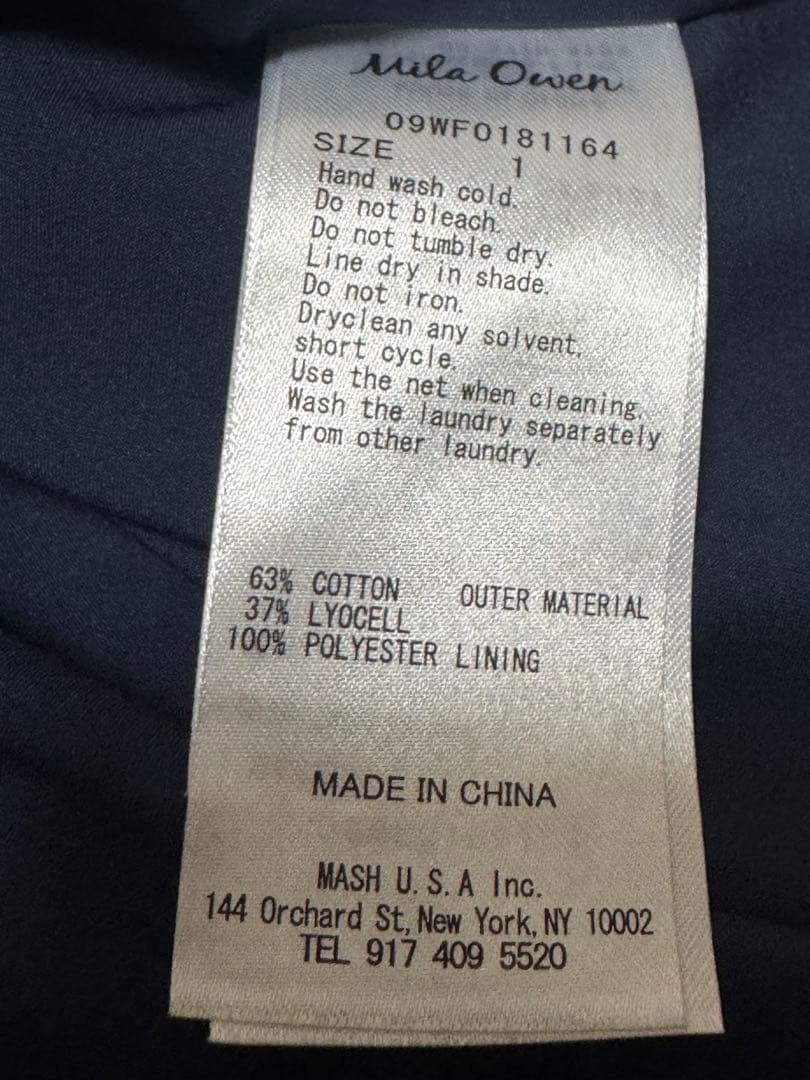 Mila Owen
09WF0181164
SIZE 1
Hand wash cold.
Do not bleach.
Do not tumble dry.
Line dry in shade.
Do not iron.
Dryclean any solvent,
short cycle.
Use the net when cleaning.
Wash the laundry separately
from other laundry.
63% COTTON OUTER MATERIAL
37% LYOCELL
100% POLYESTER LINING
MADE IN CHINA
MASH U.S.A Inc.
144 Orchard St, New York, NY 10002
TEL 917 409 5520